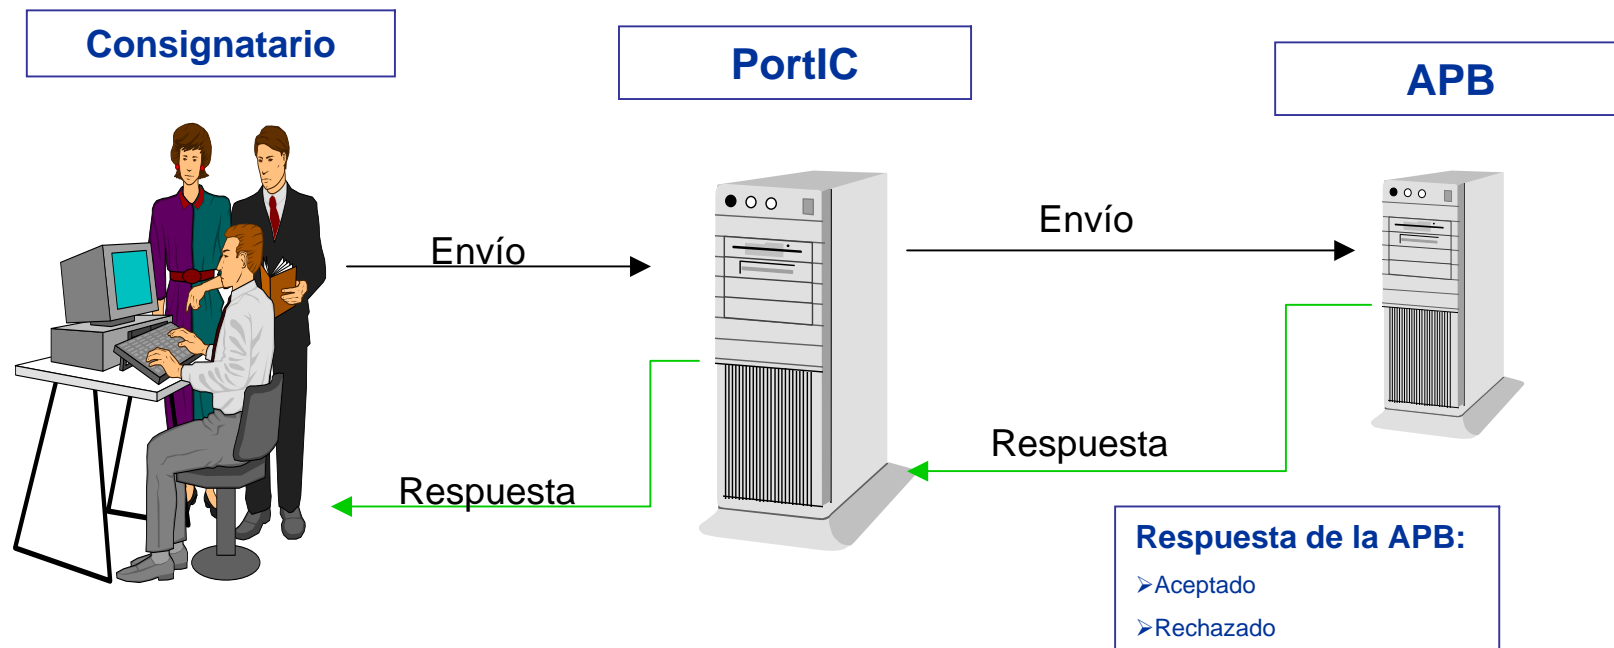 Consignatario
PortIC
APB
Envío
Envío
Respuesta
Respuesta
Respuesta de la APB:
➢Aceptado
➢Rechazado